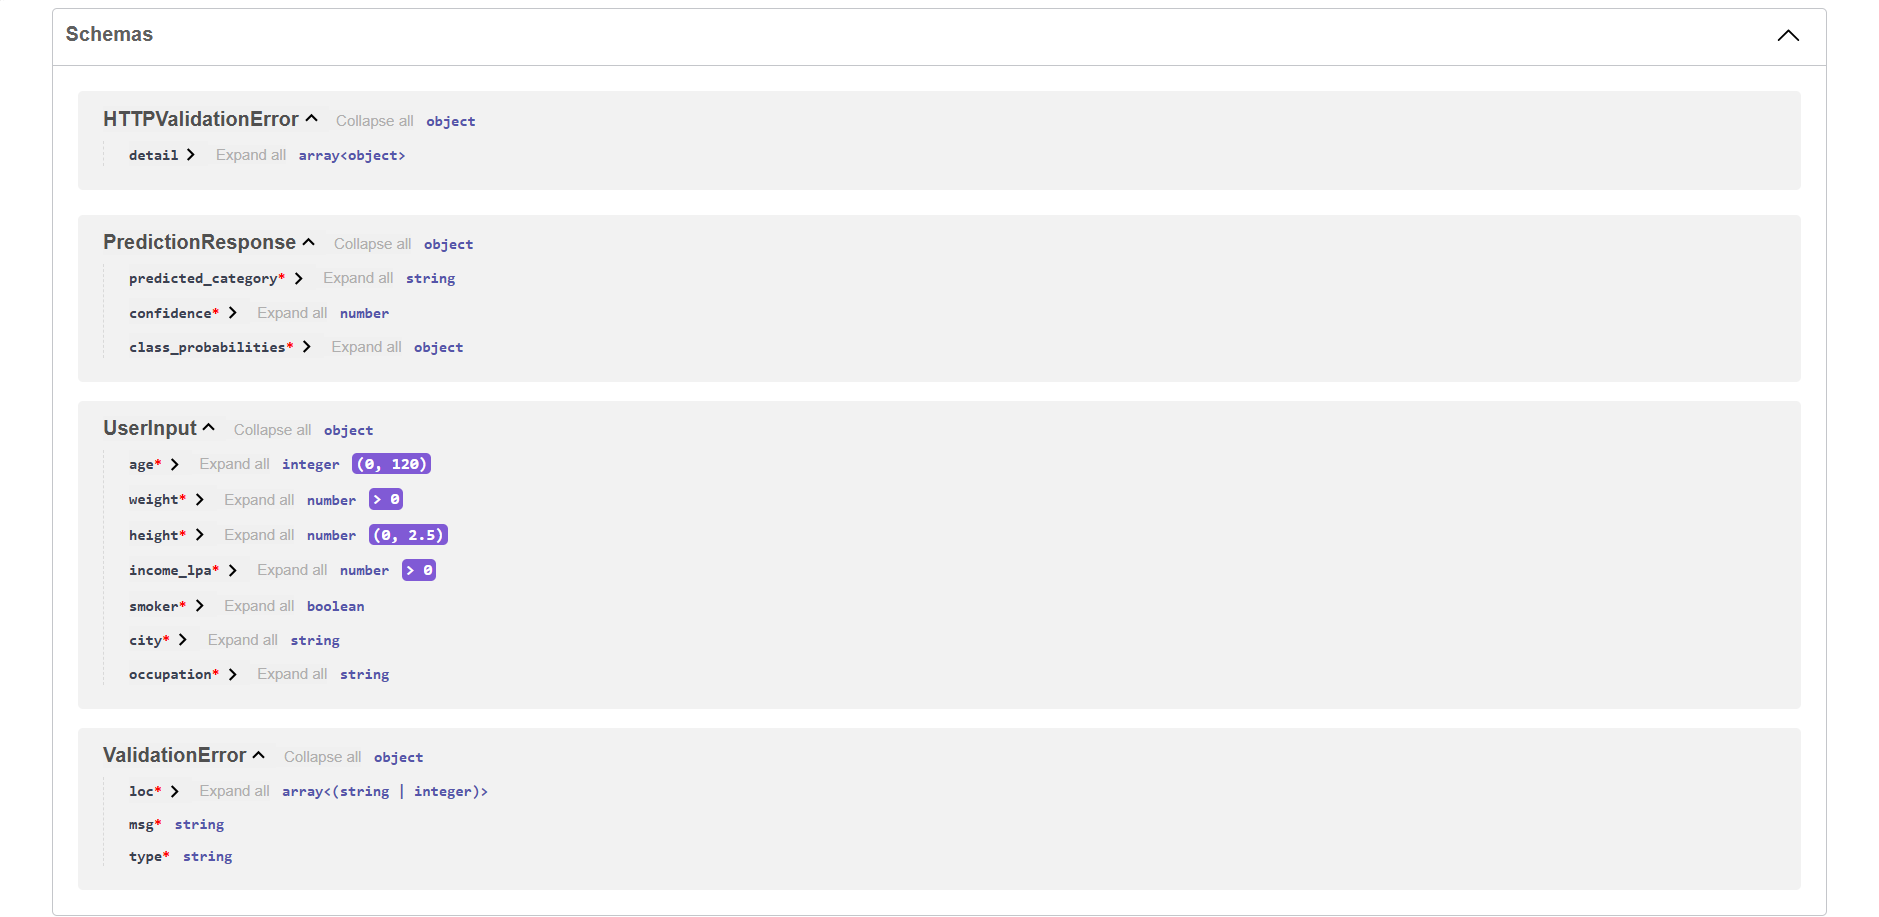 Schemas
HTTPValidationError Collapse all object
detail Expand all array<object>
PredictionResponse Collapse all object
predicted_category* Expand all string
confidence* Expand all number
class_probabilities* Expand all object
UserInput Collapse all object
age* Expand all integer (0, 120)
weight* Expand all number > 0
height* Expand all number (0, 2.5)
income_lpa* Expand all number > 0
smoker* Expand all boolean
city* Expand all string
occupation* Expand all string
ValidationError Collapse all object
loc* Expand all array<(string | integer)>
msg* string
type* string